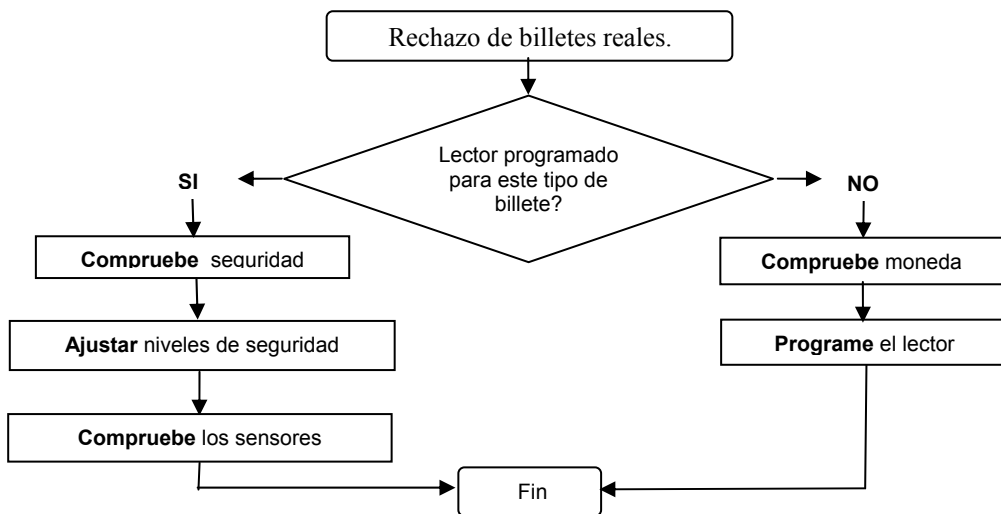 Rechazo de billetes reales.
Lector programado
para este tipo de
billete?
SI
NO
Compruebe seguridad
Compruebe moneda
Ajustar niveles de seguridad
Programe el lector
Compruebe los sensores
Fin